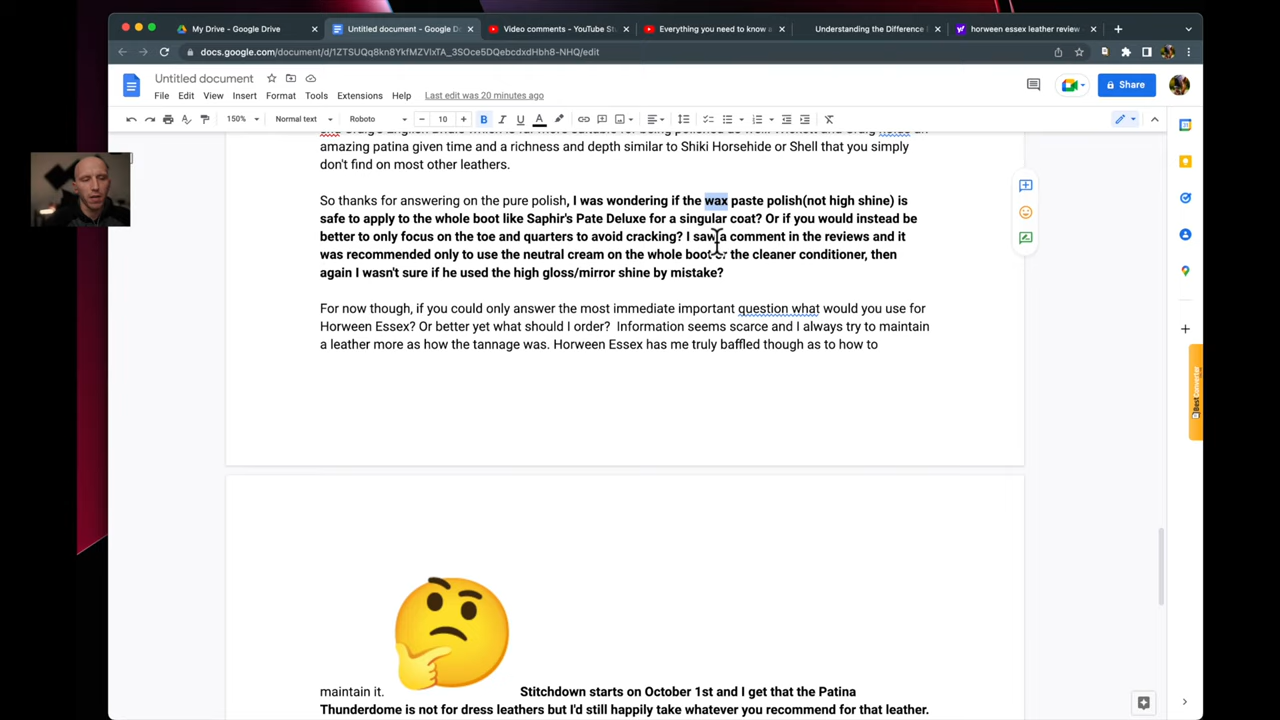 My Drive - Google Drive
Untitled document - Google D
Video comments - YouTube St
Everything you need to know a
Understanding the Difference
horween essex leather review
docs.google.com/document/d/1ZTSUQq8kn8YkfMZVlxTA_3SOce5DQebcdxdHbh8-NHQ/edit
Untitled document
File Edit View Insert Format Tools Extensions Help Last edit was 20 minutes ago
Share
150% Normal text Roboto 10
amazing patina given time and a richness and depth similar to Shiki Horsehide or Shell that you simply
don't find on most other leathers.
So thanks for answering on the pure polish, I was wondering if the wax paste polish(not high shine) is
safe to apply to the whole boot like Saphir's Pate Deluxe for a singular coat? Or if you would instead be
better to only focus on the toe and quarters to avoid cracking? I saw a comment in the reviews and it
was recommended only to use the neutral cream on the whole boot or the cleaner conditioner, then
again I wasn't sure if he used the high gloss/mirror shine by mistake?
For now though, if you could only answer the most immediate important question what would you use for
Horween Essex? Or better yet what should I order? Information seems scarce and I always try to maintain
a leather more as how the tannage was. Horween Essex has me truly baffled though as to how to
maintain it. Stitchdown starts on October 1st and I get that the Patina
Thunderdome is not for dress leathers but I'd still happily take whatever you recommend for that leather.